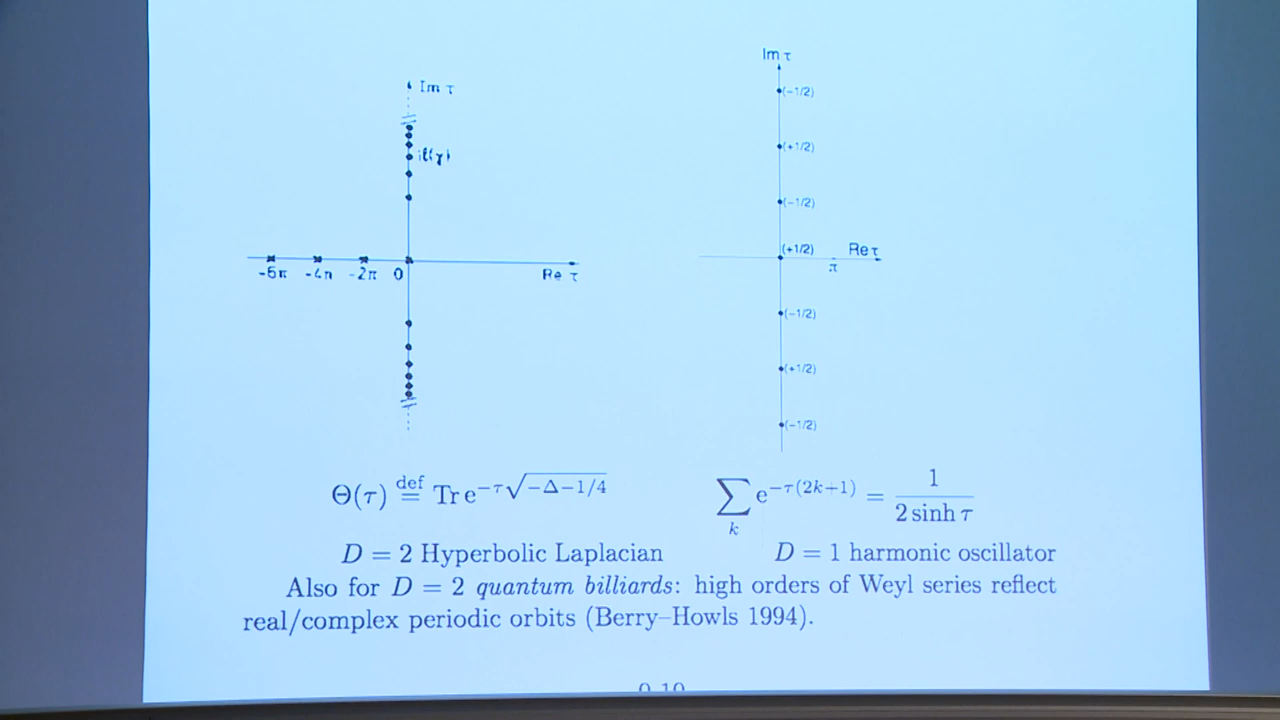 Im τ
iℓ(γ)
-6π -4π -2π 0 Re τ
Im τ
(-1/2)
(+1/2)
(-1/2)
(+1/2) Re τ
π
(-1/2)
(+1/2)
(-1/2)
Θ(τ) def= Tr e^{-τ√(-Δ-1/4)}
∑_k e^{-τ(2k+1)} = 1/(2 sinh τ)
D = 2 Hyperbolic Laplacian D = 1 harmonic oscillator
Also for D = 2 quantum billiards: high orders of Weyl series reflect
real/complex periodic orbits (Berry–Howls 1994).